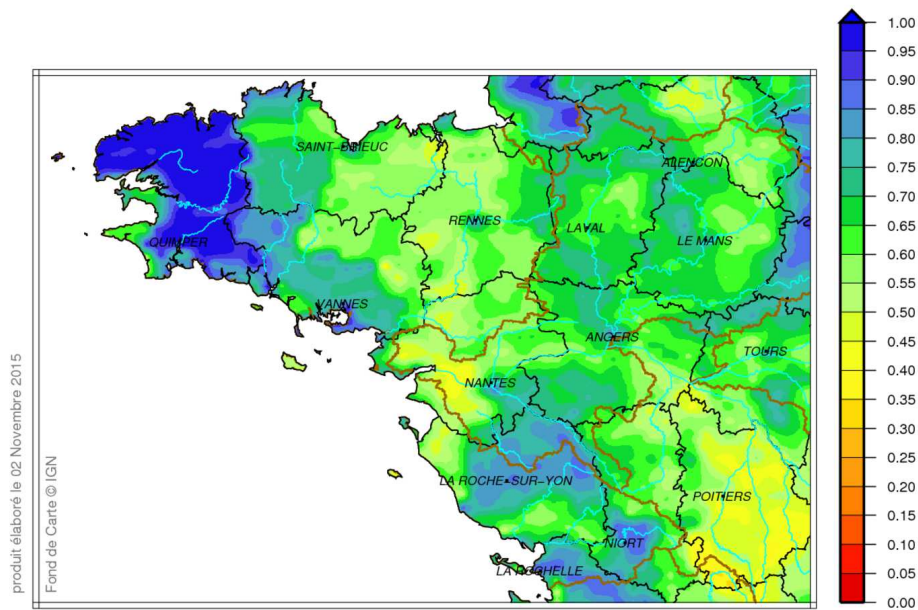 SAINT-BRIEUC
ALENCON
RENNES
LAVAL
QUIMPER
LE MANS
VANNES
ANGERS
TOURS
NANTES
LA ROCHE-SUR-YON
POITIERS
NIORT
LA ROCHELLE
1.00
0.95
0.90
0.85
0.80
0.75
0.70
0.65
0.60
0.55
0.50
0.45
0.40
0.35
0.30
0.25
0.20
0.15
0.10
0.05
0.00
produit élaboré le 02 Novembre 2015
Fond de Carte © IGN